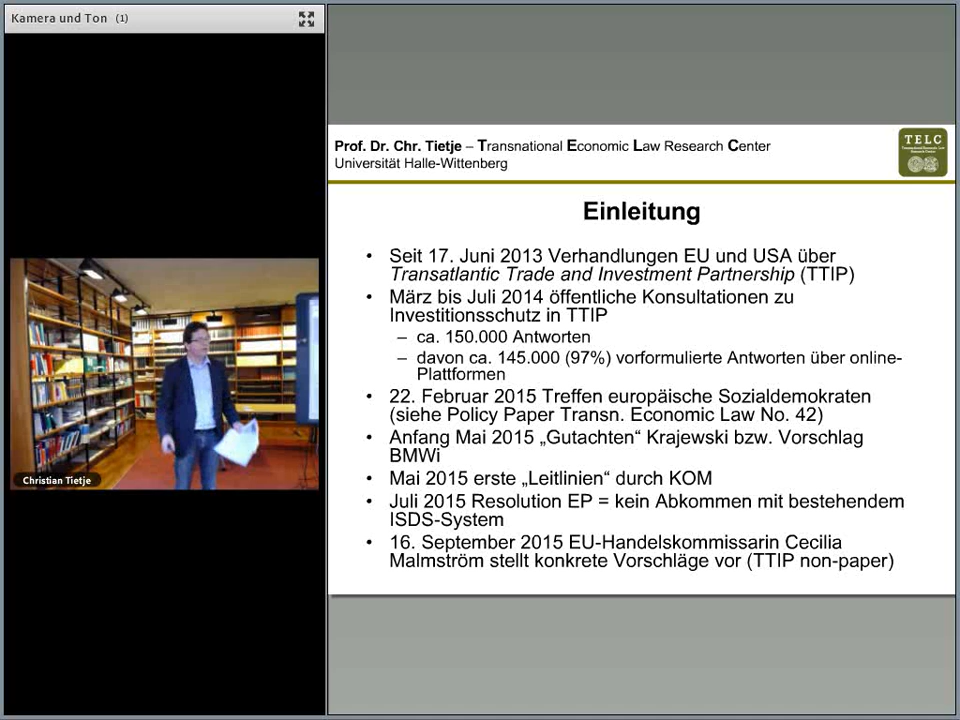 Kamera und Ton (1)
Christian Tietje
Prof. Dr. Chr. Tietje – Transnational Economic Law Research Center
Universität Halle-Wittenberg
TELC
Einleitung
• Seit 17. Juni 2013 Verhandlungen EU und USA über
Transatlantic Trade and Investment Partnership (TTIP)
• März bis Juli 2014 öffentliche Konsultationen zu
Investitionsschutz in TTIP
– ca. 150.000 Antworten
– davon ca. 145.000 (97%) vorformulierte Antworten über online-
Plattformen
• 22. Februar 2015 Treffen europäische Sozialdemokraten
(siehe Policy Paper Transn. Economic Law No. 42)
• Anfang Mai 2015 „Gutachten“ Krajewski bzw. Vorschlag
BMWi
• Mai 2015 erste „Leitlinien“ durch KOM
• Juli 2015 Resolution EP = kein Abkommen mit bestehendem
ISDS-System
• 16. September 2015 EU-Handelskommissarin Cecilia
Malmström stellt konkrete Vorschläge vor (TTIP non-paper)